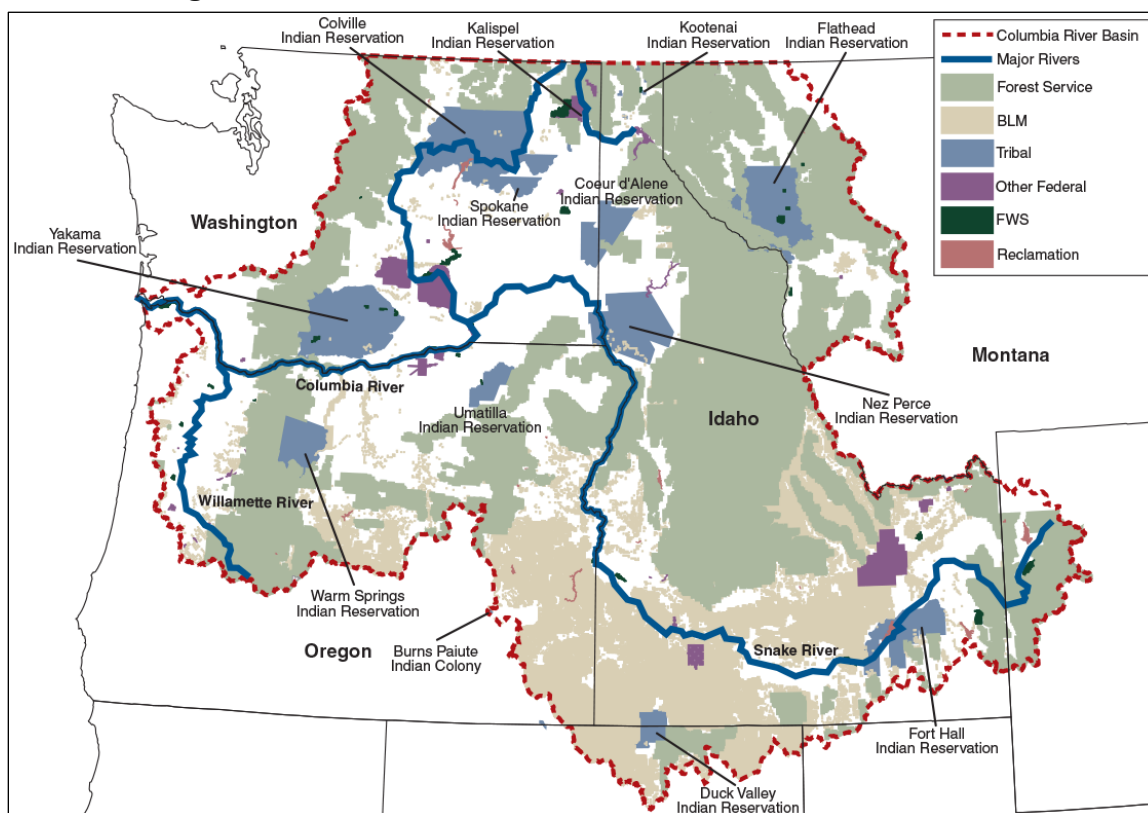 Colville
Indian Reservation
Kalispel
Indian Reservation
Kootenai
Indian Reservation
Flathead
Indian Reservation
Columbia River Basin
Major Rivers
Forest Service
BLM
Tribal
Other Federal
FWS
Reclamation
Coeur d'Alene
Indian Reservation
Spokane
Indian Reservation
Washington
Yakama
Indian Reservation
Montana
Columbia River
Umatilla
Indian Reservation
Idaho
Nez Perce
Indian Reservation
Willamette River
Warm Springs
Indian Reservation
Oregon
Burns Paiute
Indian Colony
Snake River
Fort Hall
Indian Reservation
Duck Valley
Indian Reservation